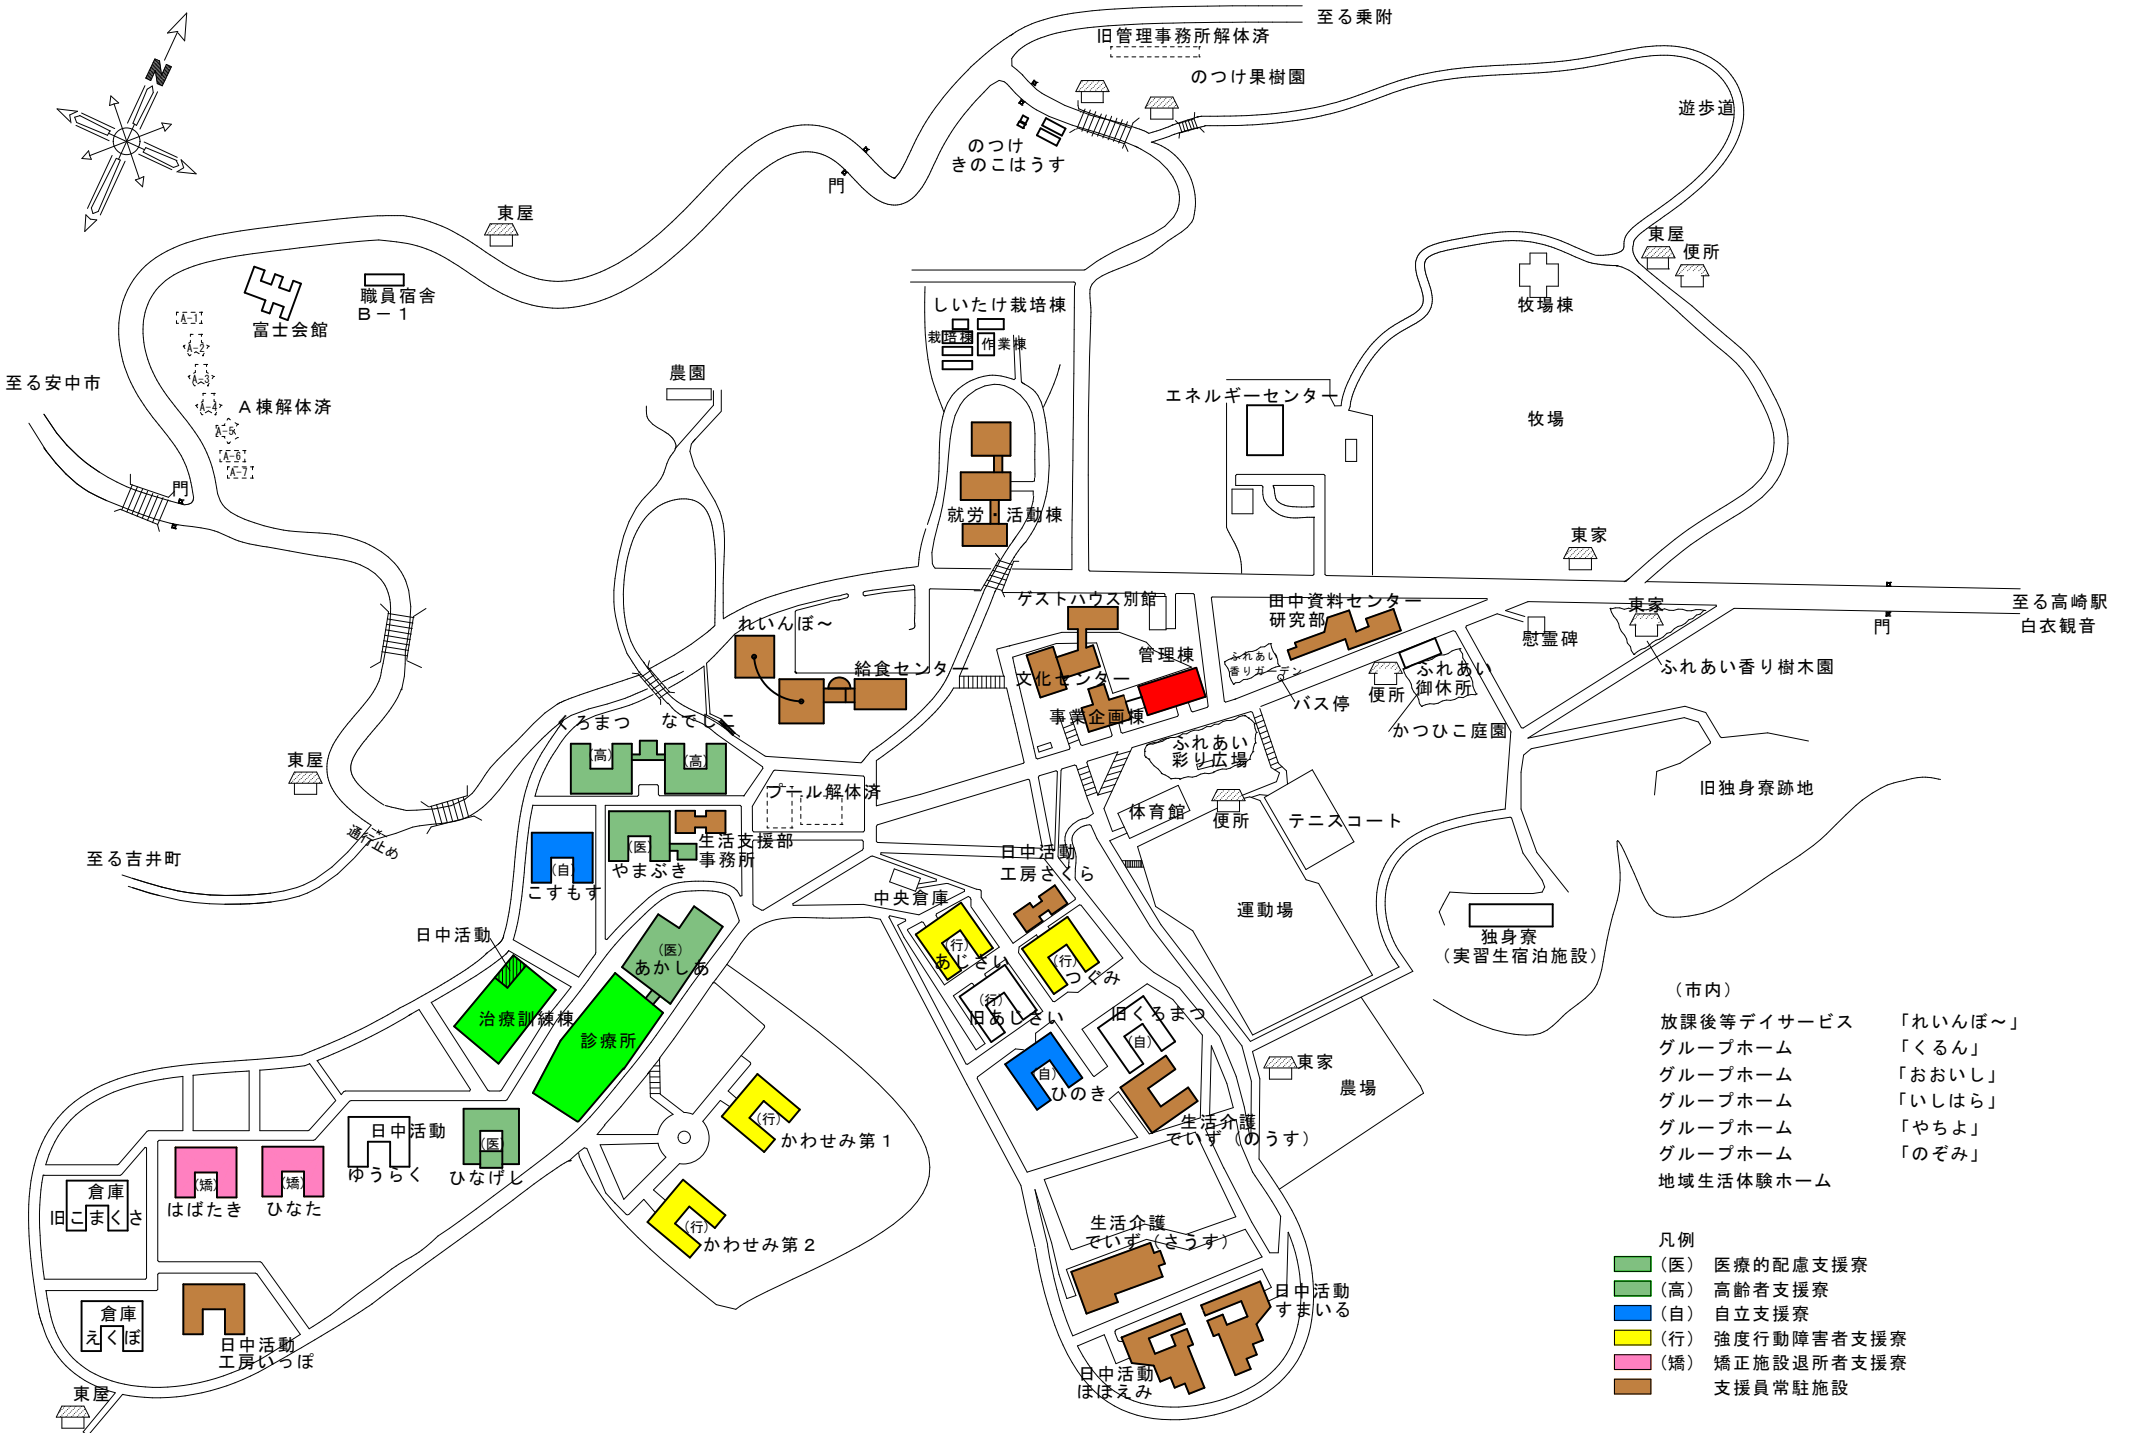 至る乗附
旧管理事務所解体済
のつけ果樹園
遊歩道
N
のつけ
きのこはうす
門
東屋
東屋
便所
職員宿舎
B－1
富士会館
牧場棟
しいたけ栽培棟
栽培棟
作業棟
A-1
A-2
A-3
A-4
A-5
A-6
A-7
A棟解体済
至る安中市
農園
エネルギーセンター
牧場
門
就労・活動棟
東家
ゲストハウス別館
田中資料センター
研究部
東家
至る高崎駅
白衣観音
門
慰霊碑
れいんぼ～
給食センター
管理棟
文化センター
事業企画棟
ふれあい
香りガーデン
バス停
便所
ふれあい
御休所
かつひこ庭園
ふれあい香り樹木園
くろまつ
なでしこ
(高)
(高)
東屋
ふれあい
彩り広場
旧独身寮跡地
プール解体済
体育館
便所
テニスコート
通行止め
至る吉井町
(医)
やまぶき
生活支援部
事務所
(自)
こすもす
日中活動
工房さくら
中央倉庫
運動場
独身寮
(実習生宿泊施設)
日中活動
(医)
あかしあ
(行)
あじさい
(行)
つぐみ
治療訓練棟
診療所
(行)
旧あじさい
旧くろまつ
(自)
(自)
ひのき
東家
農場
生活介護
でいず（のうす）
日中活動
ゆうらく
(医)
ひなげし
(行)
かわせみ第1
(行)
かわせみ第2
(矯)
はばたき
(矯)
ひなた
倉庫
旧こまくさ
倉庫
えくぼ
日中活動
工房いっぽ
東屋
生活介護
でいず（さうす）
日中活動
すまいる
日中活動
ほほえみ
（市内）
放課後等デイサービス 「れいんぼ～」
グループホーム 「くるん」
グループホーム 「おおいし」
グループホーム 「いしはら」
グループホーム 「やちよ」
グループホーム 「のぞみ」
地域生活体験ホーム
凡例
(医) 医療的配慮支援寮
(高) 高齢者支援寮
(自) 自立支援寮
(行) 強度行動障害者支援寮
(矯) 矯正施設退所者支援寮
支援員常駐施設